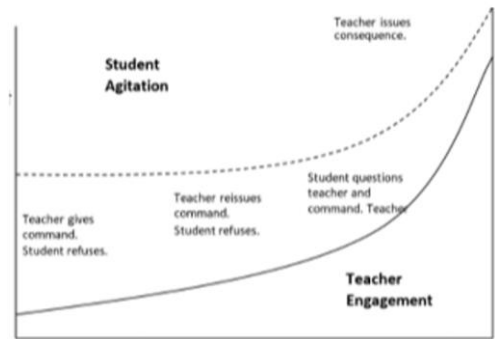 Teacher issues
consequence.
Student
Agitation
Student questions
teacher and
command. Teacher
Teacher reissues
command.
Student refuses.
Teacher gives
command.
Student refuses.
Teacher
Engagement